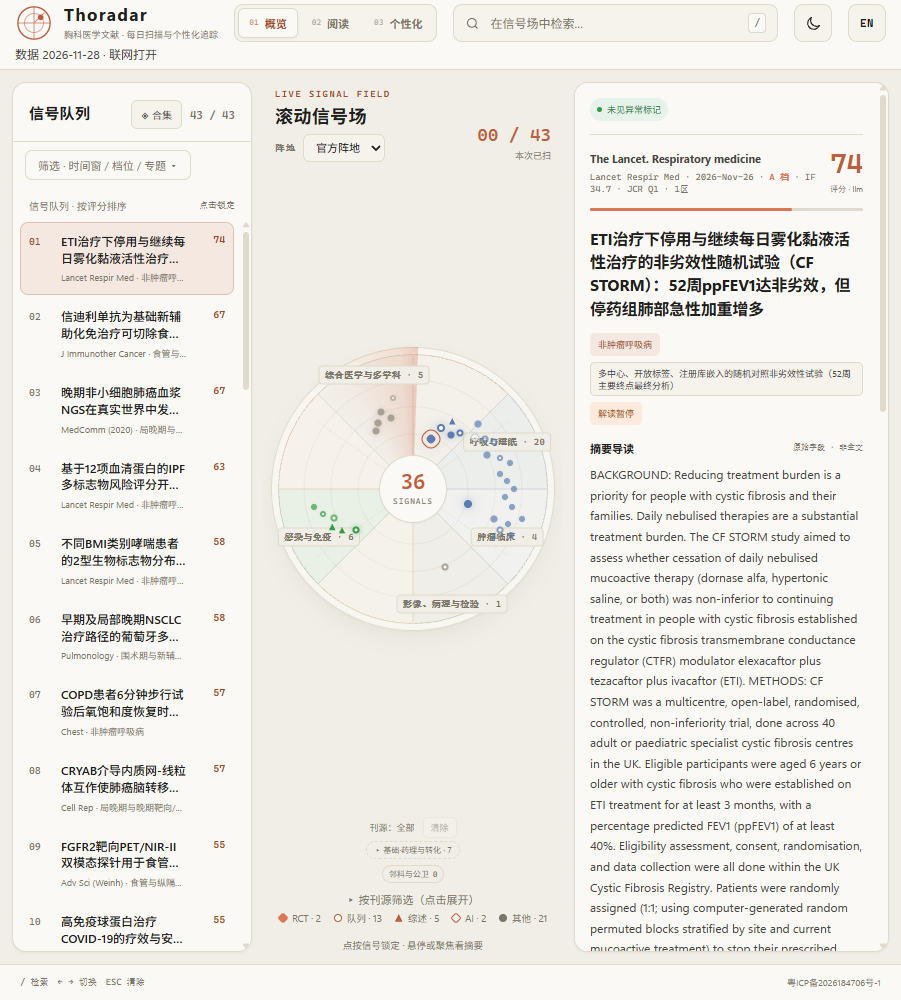 Thoradar
胸科医学文献 · 每日扫描与个性化追踪
01 概览
02 阅读
03 个性化
在信号场中检索…
/
EN
数据 2026-11-28 · 联网打开
信号队列
◈ 合集
43 / 43
筛选 · 时间窗 / 档位 / 专题
信号队列 · 按评分排序
点击锁定
01
ETI治疗下停用与继续每
日雾化黏液活性治疗…
74
Lancet Respir Med · 非肿瘤呼…
02
信迪利单抗为基础新辅
助化免治疗可切除食…
67
J Immunother Cancer · 食管与…
03
晚期非小细胞肺癌血浆
NGS在真实世界中发…
67
MedComm (2020) · 局晚期与…
04
基于12项血清蛋白的IPF
多标志物风险评分开…
63
Lancet Respir Med · 非肿瘤呼…
05
不同BMI类别哮喘患者
的2型生物标志物分布…
58
Lancet Respir Med · 非肿瘤呼…
06
早期及局部晚期NSCLC
治疗路径的葡萄牙多…
58
Pulmonology · 围术期与新辅…
07
COPD患者6分钟步行试
验后氧饱和度恢复时…
57
Chest · 非肿瘤呼吸病
08
CRYAB介导内质网-线粒
体互作使肺癌脑转移…
57
Cell Rep · 局晚期与晚期靶向/…
09
FGFR2靶向PET/NIR-II
双模态探针用于食管…
55
Adv Sci (Weinh) · 食管与纵隔…
10
高免疫球蛋白治疗
COVID-19的疗效与安…
55
LIVE SIGNAL FIELD
滚动信号场
阵地
官方阵地
00 / 43
本次已扫
综合医学与多学科 · 5
呼吸与睡眠 · 20
36
SIGNALS
感染与免疫 · 6
肿瘤临床 · 4
影像、病理与检验 · 1
刊源: 全部
清除
• 基础·药理与转化 · 7
邻科与公卫 0
▸ 按刊源筛选（点击展开）
RCT · 2
队列 · 13
综述 · 5
AI · 2
其他 · 21
点按信号锁定 · 悬停或聚焦看摘要
未见异常标记
The Lancet. Respiratory medicine
Lancet Respir Med · 2026-Nov-26 · A 档 · IF
34.7 · JCR Q1 · 1区
74
评分 · llm
ETI治疗下停用与继续每日雾化黏液活
性治疗的非劣效性随机试验（CF
STORM）：52周ppFEV1达非劣效，但
停药组肺部急性加重增多
非肿瘤呼吸病
多中心、开放标签、注册库嵌入的随机对照非劣效性试验（52周
主要终点最终分析）
解读暂停
摘要导读
原始字段 · 非全文
BACKGROUND: Reducing treatment burden is a
priority for people with cystic fibrosis and their
families. Daily nebulised therapies are a substantial
treatment burden. The CF STORM study aimed to
assess whether cessation of daily nebulised
mucoactive therapy (dornase alfa, hypertonic
saline, or both) was non-inferior to continuing
treatment in people with cystic fibrosis established
on the cystic fibrosis transmembrane conductance
regulator (CTFR) modulator elexacaftor plus
tezacaftor plus ivacaftor (ETI). METHODS: CF
STORM was a multicentre, open-label, randomised,
controlled, non-inferiority trial, done across 40
adult or paediatric specialist cystic fibrosis centres
in the UK. Eligible participants were aged 6 years or
older with cystic fibrosis who were established on
ETI treatment for at least 3 months, with a
percentage predicted FEV1 (ppFEV1) of at least
40%. Eligibility assessment, consent, randomisation,
and data collection were all done within the UK
Cystic Fibrosis Registry. Patients were randomly
assigned (1:1; using computer-generated random
permuted blocks stratified by site and current
mucoactive treatment) to stop their prescribed
/ 检索
← → 切换
ESC 清除
粤ICP备2026184706号-1